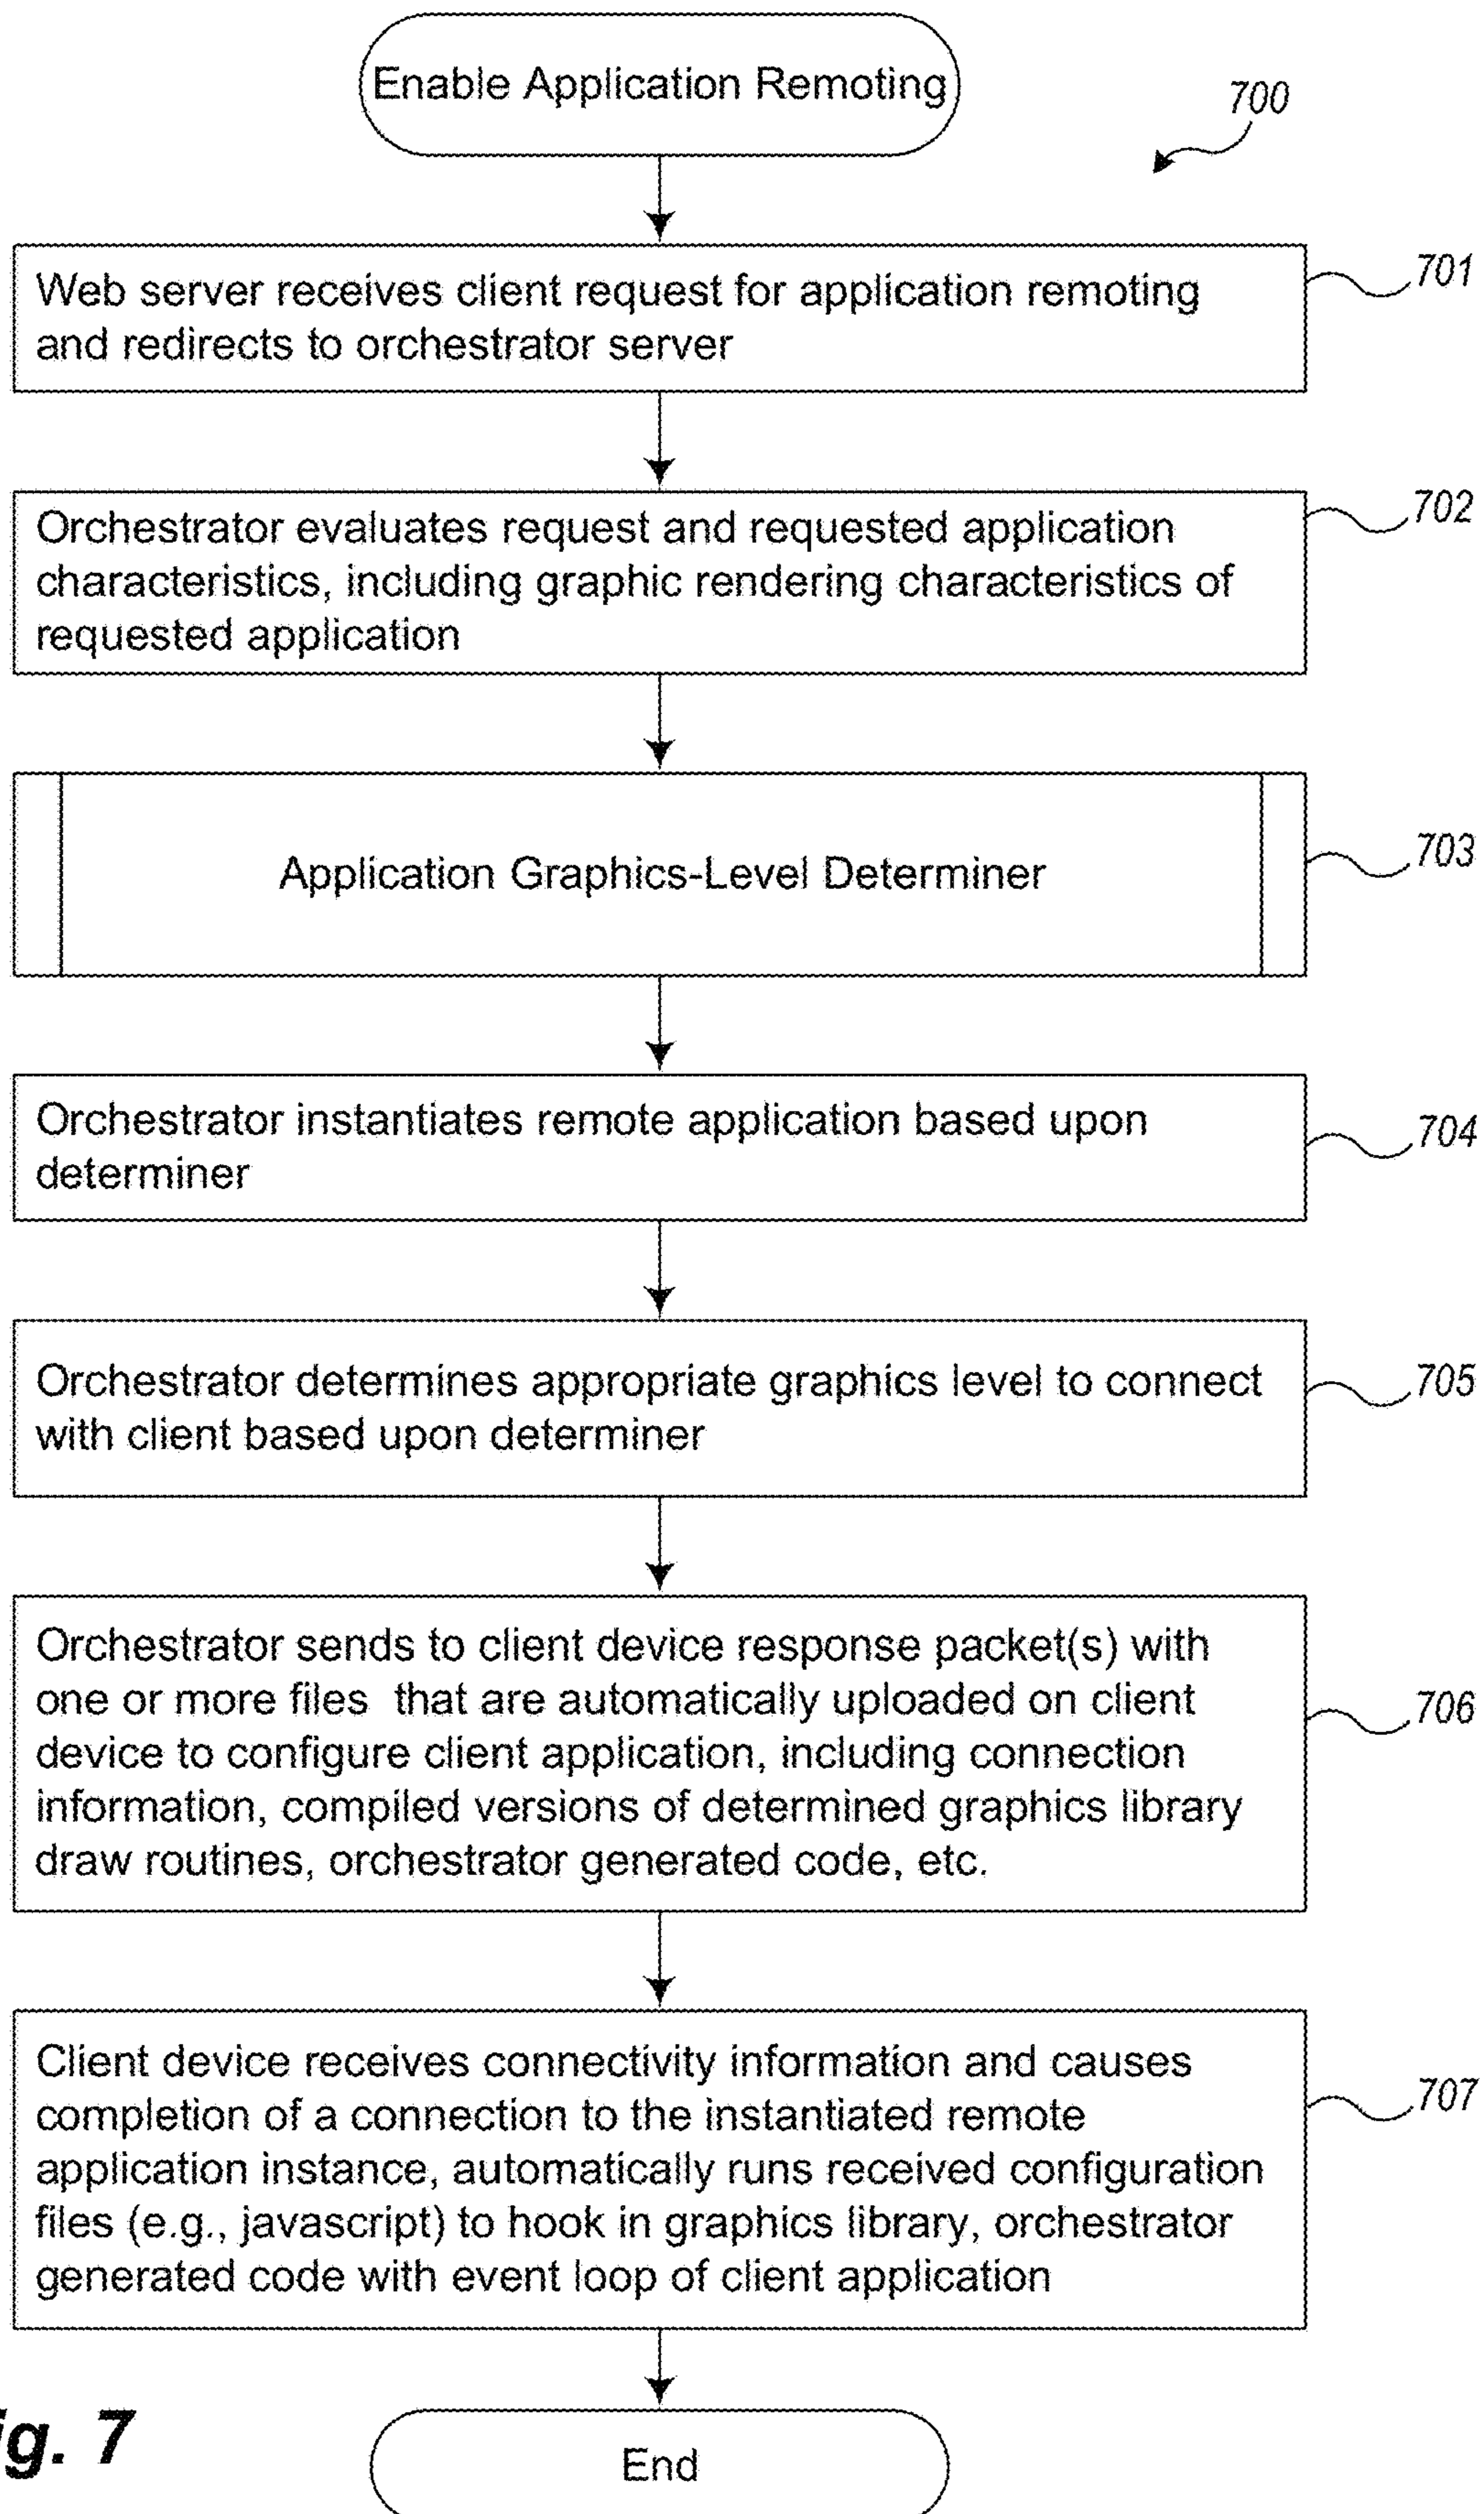 Enable Application Remoting
700
Web server receives client request for application remoting
and redirects to orchestrator server
701
Orchestrator evaluates request and requested application
characteristics, including graphic rendering characteristics of
requested application
702
Application Graphics-Level Determiner
703
Orchestrator instantiates remote application based upon
determiner
704
Orchestrator determines appropriate graphics level to connect
with client based upon determiner
705
Orchestrator sends to client device response packet(s) with
one or more files that are automatically uploaded on client
device to configure client application, including connection
information, compiled versions of determined graphics library
draw routines, orchestrator generated code, etc.
706
Client device receives connectivity information and causes
completion of a connection to the instantiated remote
application instance, automatically runs received configuration
files (e.g., javascript) to hook in graphics library, orchestrator
generated code with event loop of client application
707
ig. 7
End